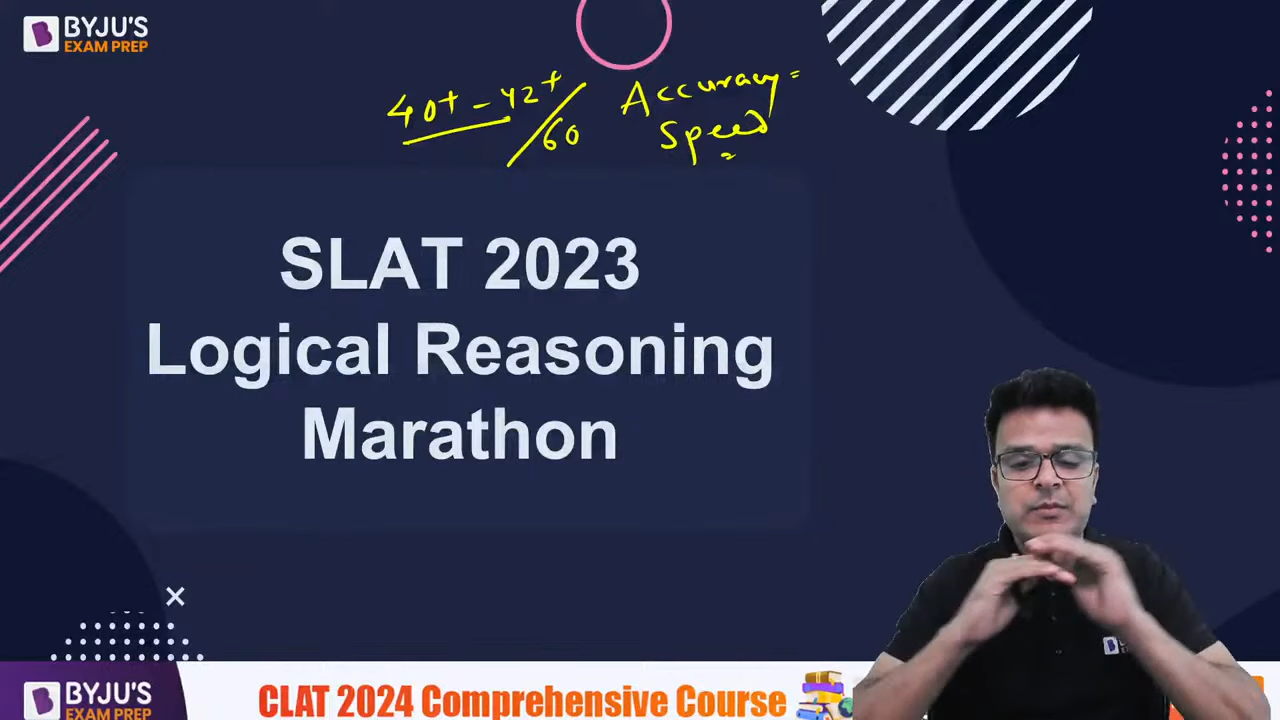 BYJU'S
EXAM PREP
40+ - 42+/60
Accuracy
Speed
SLAT 2023
Logical Reasoning
Marathon
BYJU'S
EXAM PREP
CLAT 2024 Comprehensive Course